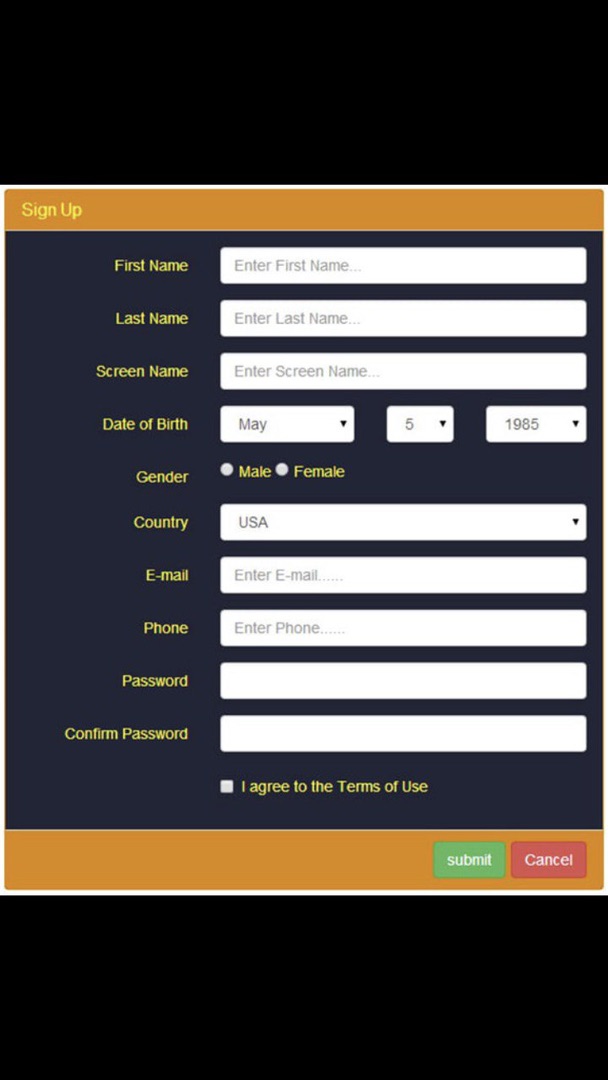 Sign Up
First Name Enter First Name...
Last Name Enter Last Name...
Screen Name Enter Screen Name...
Date of Birth May 5 1985
Gender Male Female
Country USA
E-mail Enter E-mail......
Phone Enter Phone......
Password
Confirm Password
I agree to the Terms of Use
submit Cancel